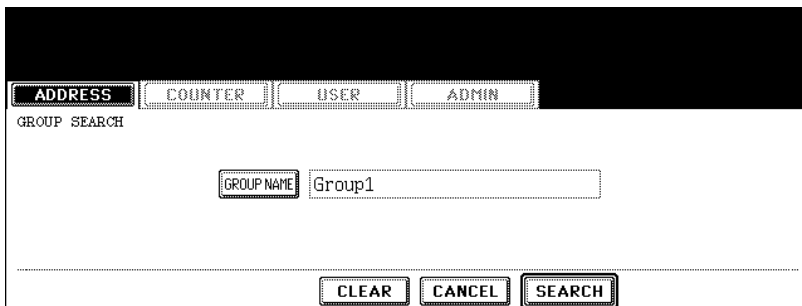 ADDRESS COUNTER USER ADMIN
GROUP SEARCH
GROUP NAME Group1
CLEAR CANCEL SEARCH